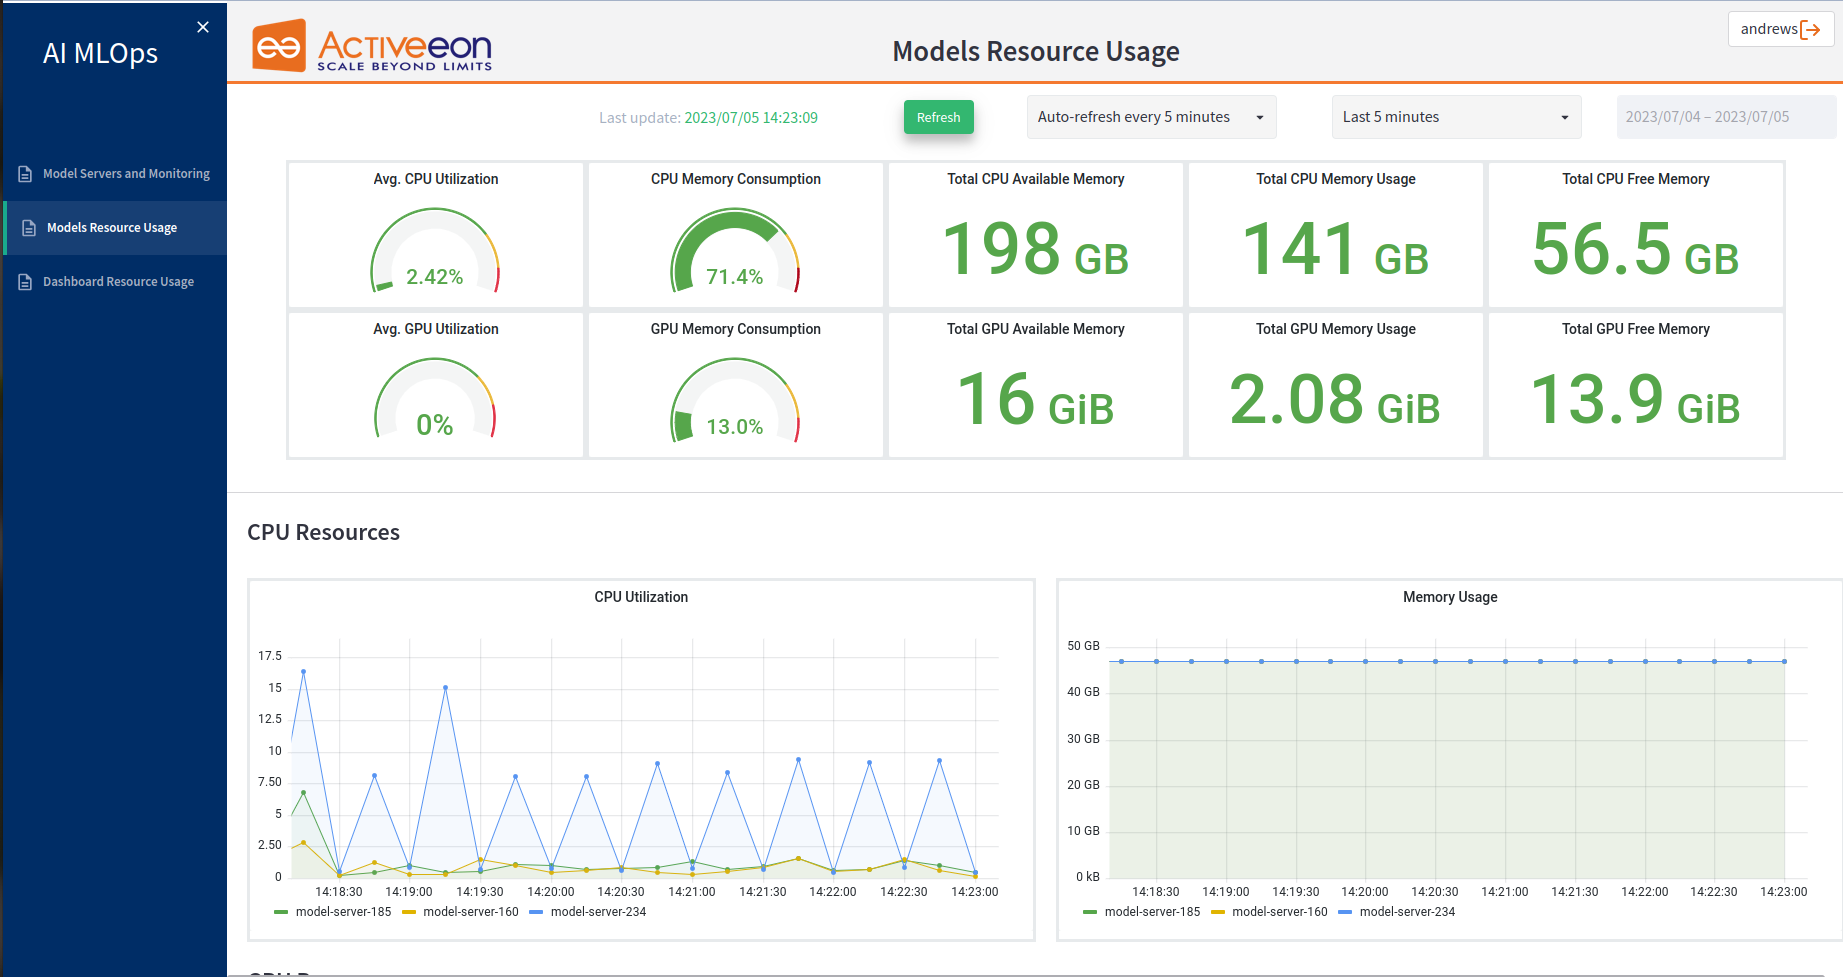 AI MLOps
Model Servers and Monitoring
Models Resource Usage
Dashboard Resource Usage
ACTIVeeon
SCALE BEYOND LIMITS
Models Resource Usage
andrews
Last update: 2023/07/05 14:23:09
Refresh
Auto-refresh every 5 minutes
Last 5 minutes
2023/07/04 – 2023/07/05
Avg. CPU Utilization
2.42%
CPU Memory Consumption
71.4%
Total CPU Available Memory
198 GB
Total CPU Memory Usage
141 GB
Total CPU Free Memory
56.5 GB
Avg. GPU Utilization
0%
GPU Memory Consumption
13.0%
Total GPU Available Memory
16 GiB
Total GPU Memory Usage
2.08 GiB
Total GPU Free Memory
13.9 GiB
CPU Resources
CPU Utilization
17.5
15
12.5
10
7.50
5
2.50
0
14:18:30 14:19:00 14:19:30 14:20:00 14:20:30 14:21:00 14:21:30 14:22:00 14:22:30 14:23:00
model-server-185 model-server-160 model-server-234
Memory Usage
50 GB
40 GB
30 GB
20 GB
10 GB
0 kB
14:18:30 14:19:00 14:19:30 14:20:00 14:20:30 14:21:00 14:21:30 14:22:00 14:22:30 14:23:00
model-server-185 model-server-160 model-server-234